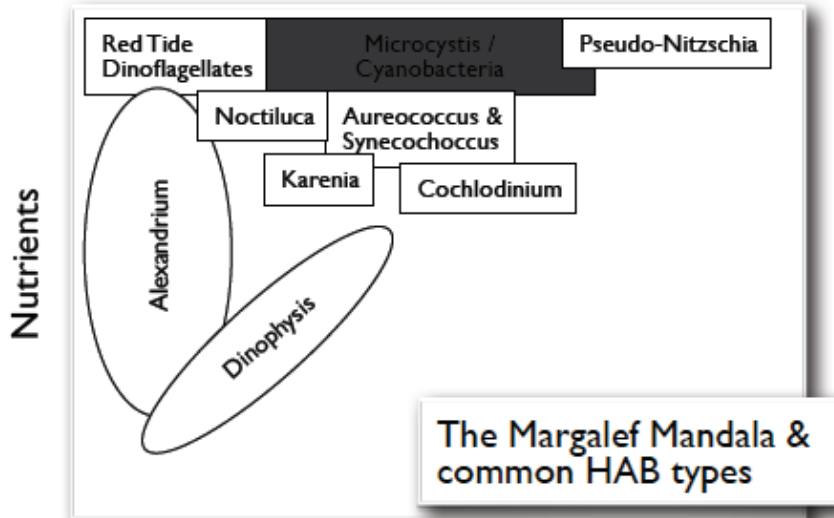 Red Tide
Dinoflagellates
Microcystis /
Cyanobacteria
Pseudo-Nitzschia
Noctiluca
Aureococcus &
Synecochoccus
Karenia
Cochlodinium
Nutrients
Alexandrium
Dinophysis
The Margalef Mandala &
common HAB types